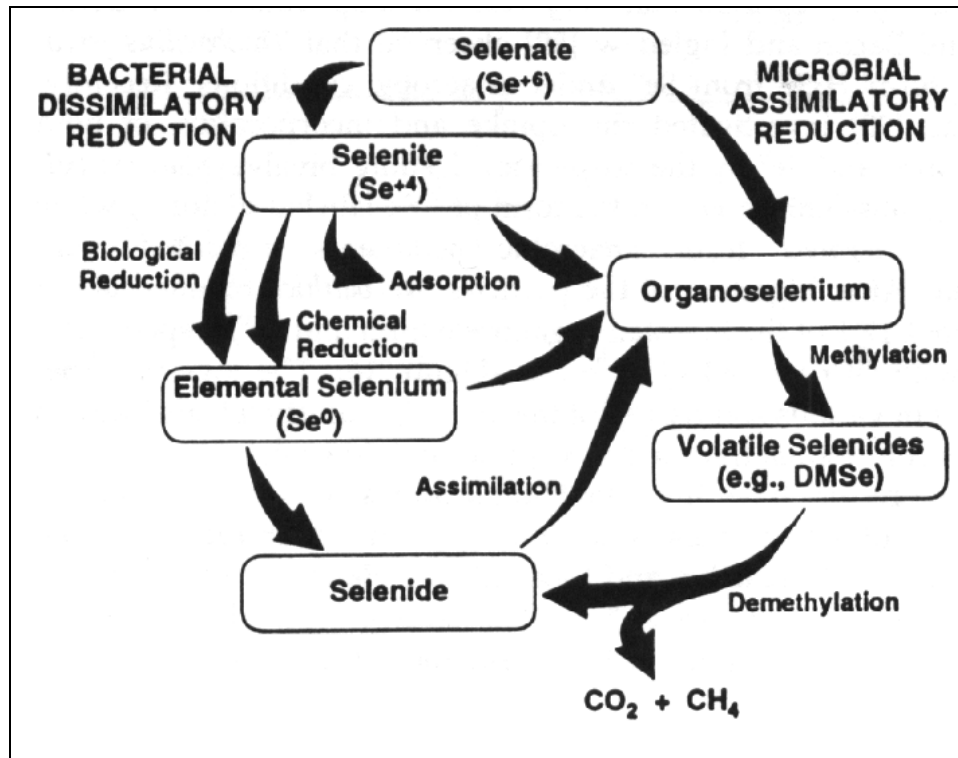 Selenate
(Se+6)
BACTERIAL
DISSIMILATORY
REDUCTION
MICROBIAL
ASSIMILATORY
REDUCTION
Selenite
(Se+4)
Biological
Reduction
Adsorption
Chemical
Reduction
Organoselenium
Methylation
Elemental Selenium
(Se0)
Volatile Selenides
(e.g., DMSe)
Assimilation
Selenide
Demethylation
CO2 + CH4